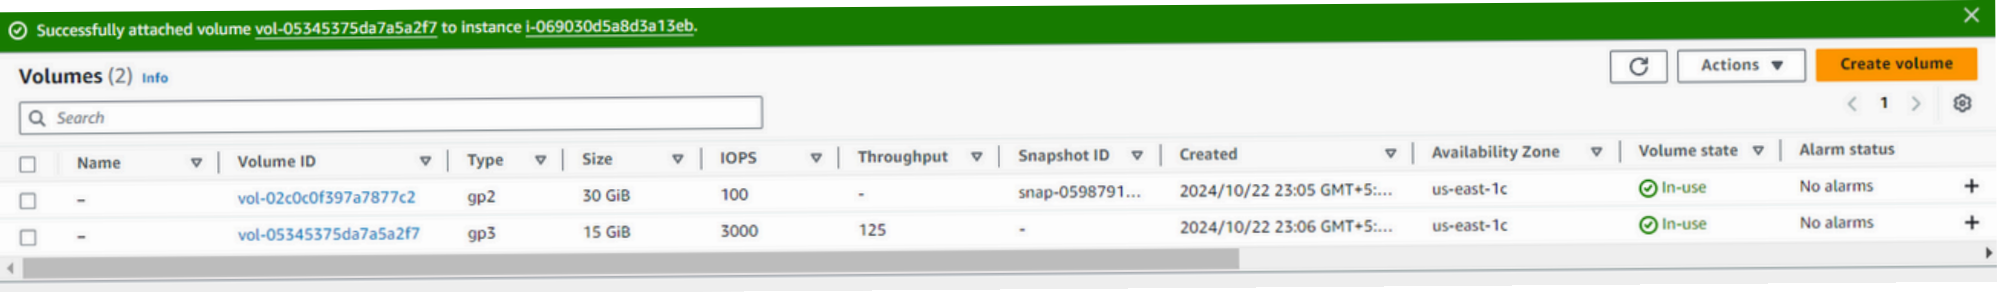 Successfully attached volume vol-05345375da7a5a2f7 to instance i-069030d5a8d3a13eb.
Volumes (2) Info
Actions
Create volume
Search
1
Name Volume ID Type Size IOPS Throughput Snapshot ID Created Availability Zone Volume state Alarm status
– vol-02c0c0f397a7877c2 gp2 30 GiB 100 - snap-0598791... 2024/10/22 23:05 GMT+5:... us-east-1c In-use No alarms +
– vol-05345375da7a5a2f7 gp3 15 GiB 3000 125 - 2024/10/22 23:06 GMT+5:... us-east-1c In-use No alarms +